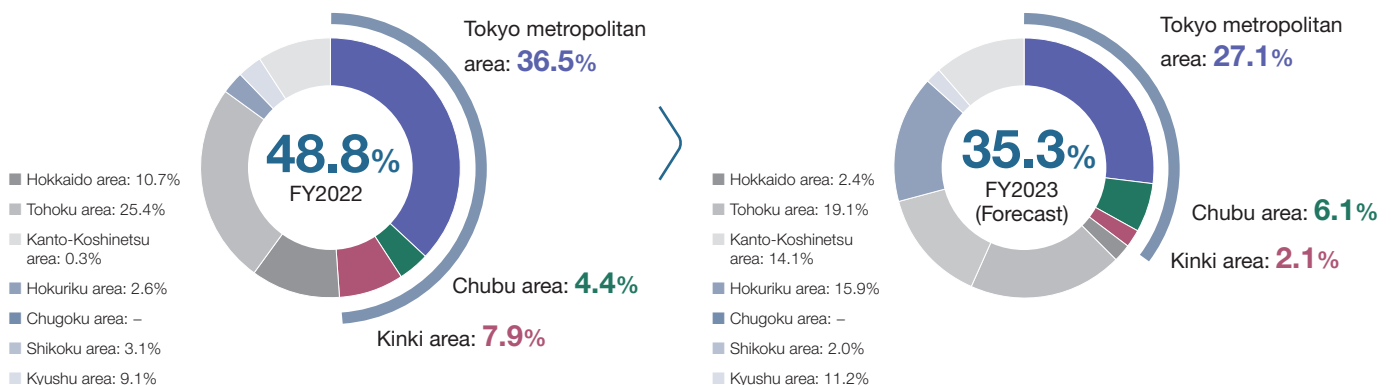 Tokyo metropolitan
area: 36.5%
48.8%
FY2022
Hokkaido area: 10.7%
Tohoku area: 25.4%
Kanto-Koshinetsu
area: 0.3%
Hokuriku area: 2.6%
Chugoku area: –
Shikoku area: 3.1%
Kyushu area: 9.1%
Chubu area: 4.4%
Kinki area: 7.9%
Tokyo metropolitan
area: 27.1%
35.3%
FY2023
(Forecast)
Hokkaido area: 2.4%
Tohoku area: 19.1%
Kanto-Koshinetsu
area: 14.1%
Hokuriku area: 15.9%
Chugoku area: –
Shikoku area: 2.0%
Kyushu area: 11.2%
Chubu area: 6.1%
Kinki area: 2.1%